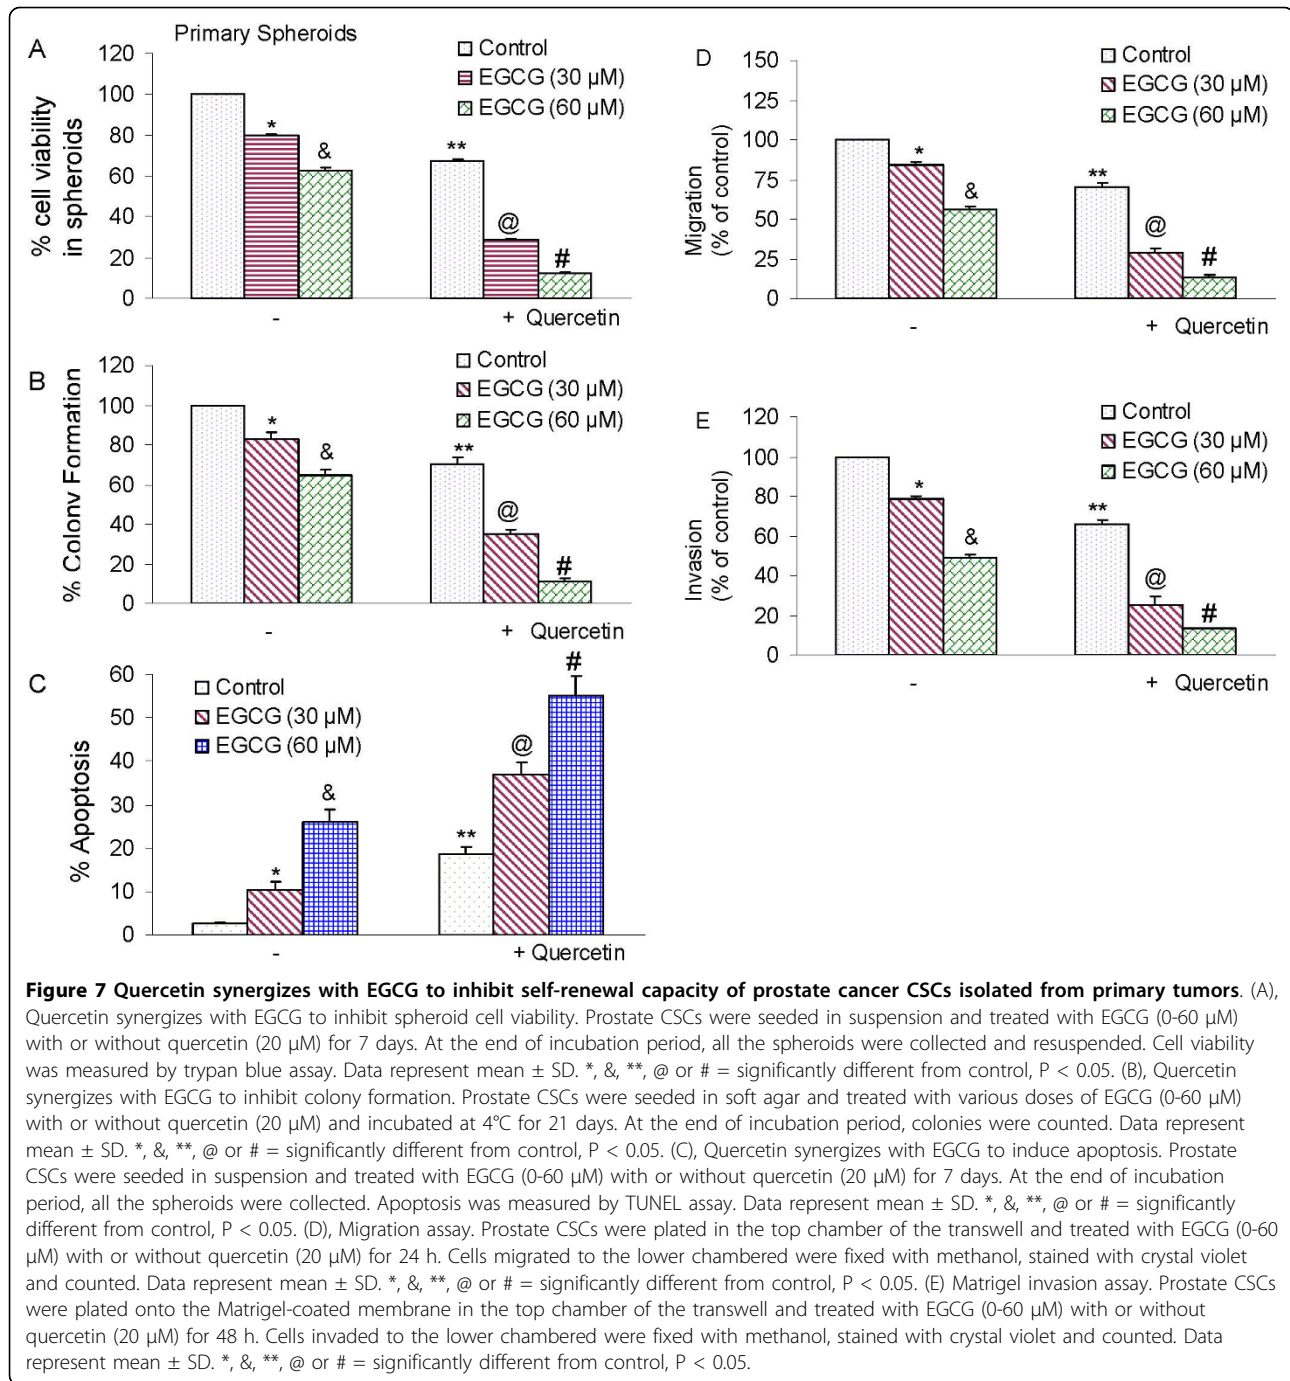 A
Primary Spheroids
% cell viability
in spheroids
120
100
80
60
40
20
0
Control
EGCG (30 µM)
EGCG (60 µM)
*
&
**
@
#
-
+ Quercetin
B
% Colony Formation
120
100
80
60
40
20
0
Control
EGCG (30 µM)
EGCG (60 µM)
*
&
**
@
#
-
+ Quercetin
C
% Apoptosis
60
50
40
30
20
10
0
Control
EGCG (30 µM)
EGCG (60 µM)
*
&
**
@
#
-
+ Quercetin
D
Migration
(% of control)
150
125
100
75
50
25
0
Control
EGCG (30 µM)
EGCG (60 µM)
*
&
**
@
#
-
+ Quercetin
E
Invasion
(% of control)
120
100
80
60
40
20
0
Control
EGCG (30 µM)
EGCG (60 µM)
*
&
**
@
#
-
+ Quercetin
Figure 7 Quercetin synergizes with EGCG to inhibit self-renewal capacity of prostate cancer CSCs isolated from primary tumors. (A),
Quercetin synergizes with EGCG to inhibit spheroid cell viability. Prostate CSCs were seeded in suspension and treated with EGCG (0-60 µM)
with or without quercetin (20 µM) for 7 days. At the end of incubation period, all the spheroids were collected and resuspended. Cell viability
was measured by trypan blue assay. Data represent mean ± SD. *, &, **, @ or # = significantly different from control, P < 0.05. (B), Quercetin
synergizes with EGCG to inhibit colony formation. Prostate CSCs were seeded in soft agar and treated with various doses of EGCG (0-60 µM)
with or without quercetin (20 µM) and incubated at 4°C for 21 days. At the end of incubation period, colonies were counted. Data represent
mean ± SD. *, &, **, @ or # = significantly different from control, P < 0.05. (C), Quercetin synergizes with EGCG to induce apoptosis. Prostate
CSCs were seeded in suspension and treated with EGCG (0-60 µM) with or without quercetin (20 µM) for 7 days. At the end of incubation
period, all the spheroids were collected. Apoptosis was measured by TUNEL assay. Data represent mean ± SD. *, &, **, @ or # = significantly
different from control, P < 0.05. (D), Migration assay. Prostate CSCs were plated in the top chamber of the transwell and treated with EGCG (0-60
µM) with or without quercetin (20 µM) for 24 h. Cells migrated to the lower chambered were fixed with methanol, stained with crystal violet
and counted. Data represent mean ± SD. *, &, **, @ or # = significantly different from control, P < 0.05. (E) Matrigel invasion assay. Prostate CSCs
were plated onto the Matrigel-coated membrane in the top chamber of the transwell and treated with EGCG (0-60 µM) with or without
quercetin (20 µM) for 48 h. Cells invaded to the lower chambered were fixed with methanol, stained with crystal violet and counted. Data
represent mean ± SD. *, &, **, @ or # = significantly different from control, P < 0.05.